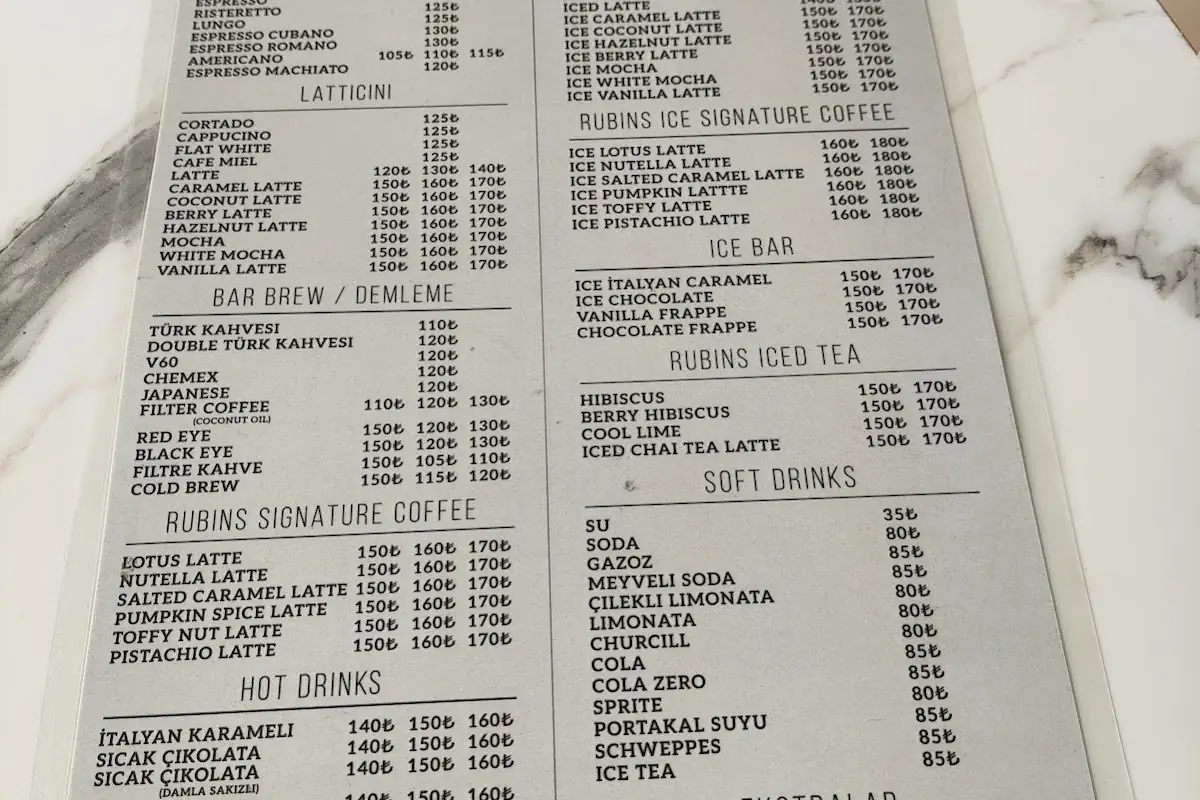 ESPRESSO
RISTERETTO 125₺
LUNGO 125₺
ESPRESSO CUBANO 130₺
ESPRESSO ROMANO 130₺
AMERICANO 105₺ 110₺ 115₺
ESPRESSO MACHIATO 120₺
LATTICINI
CORTADO 125₺
CAPPUCINO 125₺
FLAT WHITE 125₺
CAFE MIEL 125₺
LATTE 120₺ 130₺ 140₺
CARAMEL LATTE 150₺ 160₺ 170₺
COCONUT LATTE 150₺ 160₺ 170₺
BERRY LATTE 150₺ 160₺ 170₺
HAZELNUT LATTE 150₺ 160₺ 170₺
MOCHA 150₺ 160₺ 170₺
WHITE MOCHA 150₺ 160₺ 170₺
VANILLA LATTE 150₺ 160₺ 170₺
BAR BREW / DEMLEME
TÜRK KAHVESI 110₺
DOUBLE TÜRK KAHVESI 120₺
V60 120₺
CHEMEX 120₺
JAPANESE 120₺
FILTER COFFEE 110₺ 120₺ 130₺
(COCONUT OIL)
RED EYE 150₺ 120₺ 130₺
BLACK EYE 150₺ 120₺ 130₺
FILTRE KAHVE 150₺ 105₺ 110₺
COLD BREW 150₺ 115₺ 120₺
RUBINS SIGNATURE COFFEE
LOTUS LATTE 150₺ 160₺ 170₺
NUTELLA LATTE 150₺ 160₺ 170₺
SALTED CARAMEL LATTE 150₺ 160₺ 170₺
PUMPKIN SPICE LATTE 150₺ 160₺ 170₺
TOFFY NUT LATTE 150₺ 160₺ 170₺
PISTACHIO LATTE 150₺ 160₺ 170₺
HOT DRINKS
İTALYAN KARAMELI 140₺ 150₺ 160₺
SICAK ÇIKOLATA 140₺ 150₺ 160₺
SICAK ÇIKOLATA 140₺ 150₺ 160₺
(DAMLA SAKIZLI)
140₺ 150₺ 160₺
ICED LATTE
ICE CARAMEL LATTE 150₺ 170₺
ICE COCONUT LATTE 150₺ 170₺
ICE HAZELNUT LATTE 150₺ 170₺
ICE BERRY LATTE 150₺ 170₺
ICE MOCHA 150₺ 170₺
ICE WHITE MOCHA 150₺ 170₺
ICE VANILLA LATTE 150₺ 170₺
RUBINS ICE SIGNATURE COFFEE
ICE LOTUS LATTE 160₺ 180₺
ICE NUTELLA LATTE 160₺ 180₺
ICE SALTED CARAMEL LATTE 160₺ 180₺
ICE PUMPKIN LATTTE 160₺ 180₺
ICE TOFFY LATTE 160₺ 180₺
ICE PISTACHIO LATTE 160₺ 180₺
ICE BAR
ICE İTALYAN CARAMEL 150₺ 170₺
ICE CHOCOLATE 150₺ 170₺
VANILLA FRAPPE 150₺ 170₺
CHOCOLATE FRAPPE 150₺ 170₺
RUBINS ICED TEA
HIBISCUS 150₺ 170₺
BERRY HIBISCUS 150₺ 170₺
COOL LIME 150₺ 170₺
ICED CHAI TEA LATTE 150₺ 170₺
SOFT DRINKS
SU 35₺
SODA 80₺
GAZOZ 85₺
MEYVELI SODA 85₺
ÇILEKLI LIMONATA 80₺
LIMONATA 80₺
CHURCILL 80₺
COLA 85₺
COLA ZERO 85₺
SPRITE 80₺
PORTAKAL SUYU 85₺
SCHWEPPES 85₺
ICE TEA 85₺